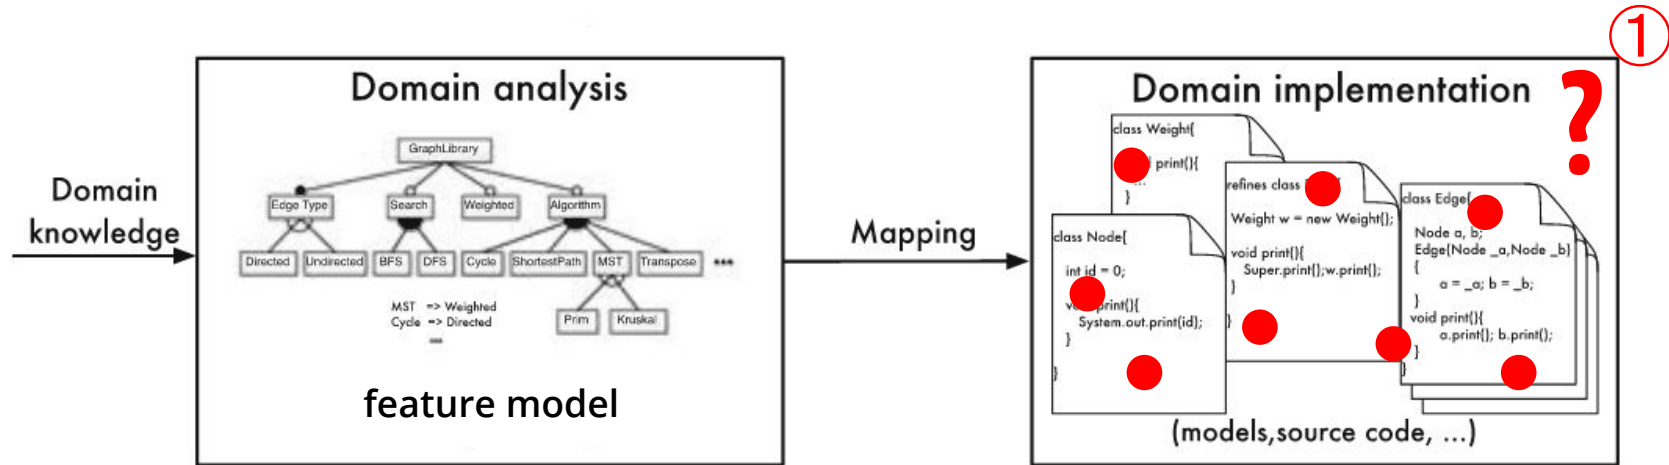 ①
Domain analysis
Domain implementation
?
GraphLibrary
Edge Type
Search
Weighted
Algorithm
Directed
Undirected
BFS
DFS
Cycle
ShortestPath
MST
Transpose
•••
MST => Weighted
Cycle => Directed
•••
Prim
Kruskal
feature model
Domain
knowledge
Mapping
class Weight{
print(){
...
}
class Node{
int id = 0;
print(){
System.out.print(id);
}
}
refines class
Weight w = new Weight();
void print(){
Super.print();w.print();
}
}
class Edge{
Node a, b;
Edge(Node _a,Node _b)
{
a = _a; b = _b;
}
void print(){
a.print(); b.print();
}
}
(models,source code, ...)